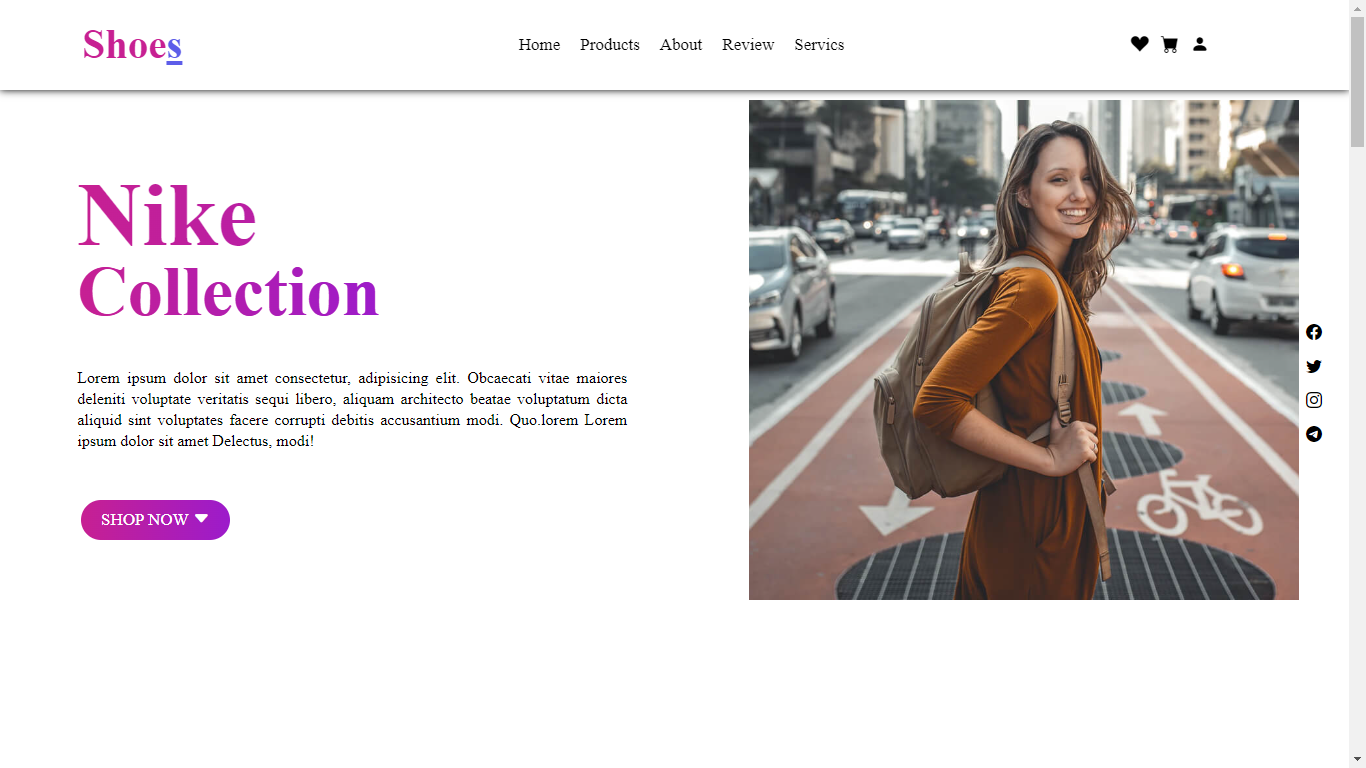 Shoes
Home Products About Review Servics
Nike
Collection
Lorem ipsum dolor sit amet consectetur, adipisicing elit. Obcaecati vitae maiores
deleniti voluptate veritatis sequi libero, aliquam architecto beatae voluptatum dicta
aliquid sint voluptates facere corrupti debitis accusantium modi. Quo.lorem Lorem
ipsum dolor sit amet Delectus, modi!
SHOP NOW